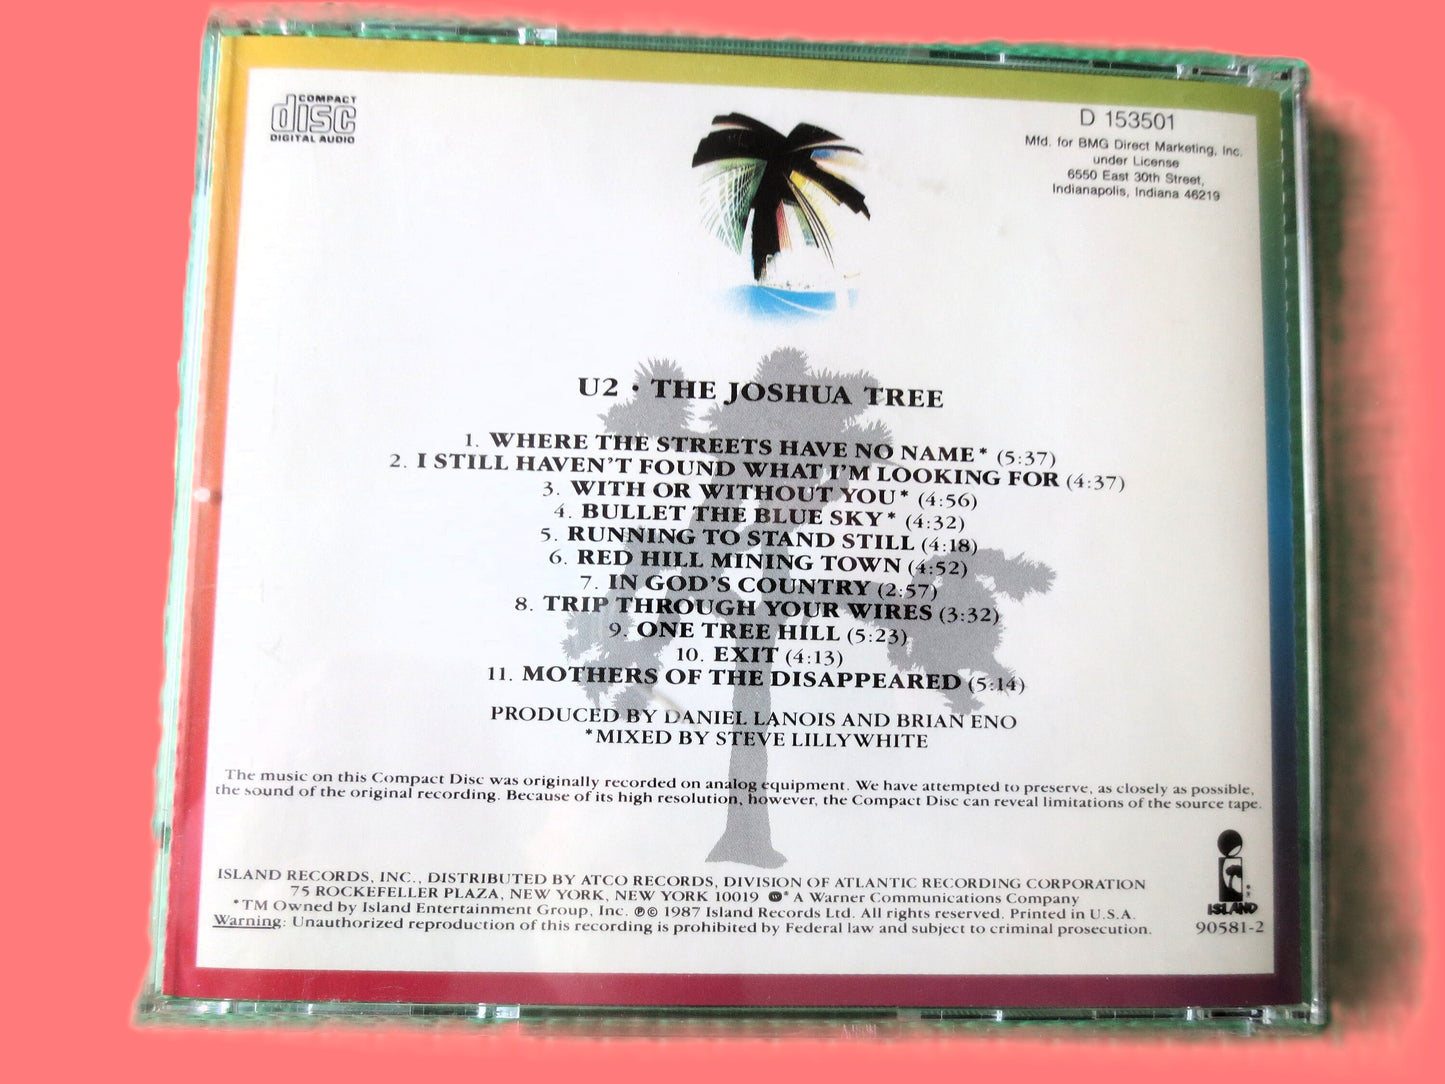 COMPACT
disc
DIGITAL AUDIO
D 153501
Mfd. for BMG Direct Marketing, Inc.
under License
6550 East 30th Street,
Indianapolis, Indiana 46219
U2 · THE JOSHUA TREE
1. WHERE THE STREETS HAVE NO NAME* (5:37)
2. I STILL HAVEN'T FOUND WHAT I'M LOOKING FOR (4:37)
3. WITH OR WITHOUT YOU* (4:56)
4. BULLET THE BLUE SKY* (4:32)
5. RUNNING TO STAND STILL (4:18)
6. RED HILL MINING TOWN (4:52)
7. IN GOD'S COUNTRY (2:57)
8. TRIP THROUGH YOUR WIRES (3:32)
9. ONE TREE HILL (5:23)
10. EXIT (4:13)
11. MOTHERS OF THE DISAPPEARED (5:14)
PRODUCED BY DANIEL LANOIS AND BRIAN ENO
*MIXED BY STEVE LILLYWHITE
The music on this Compact Disc was originally recorded on analog equipment. We have attempted to preserve, as closely as possible,
the sound of the original recording. Because of its high resolution, however, the Compact Disc can reveal limitations of the source tape.
ISLAND RECORDS, INC., DISTRIBUTED BY ATCO RECORDS, DIVISION OF ATLANTIC RECORDING CORPORATION
75 ROCKEFELLER PLAZA, NEW YORK, NEW YORK 10019 ® A Warner Communications Company
*TM Owned by Island Entertainment Group, Inc. ℗© 1987 Island Records Ltd. All rights reserved. Printed in U.S.A.
Warning: Unauthorized reproduction of this recording is prohibited by Federal law and subject to criminal prosecution.
ISLAND
90581-2